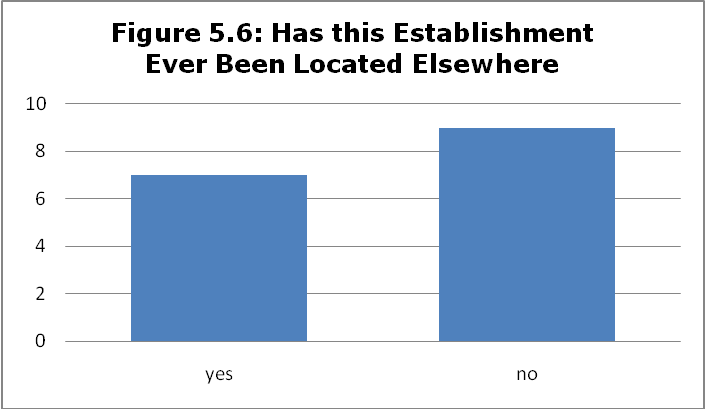 Figure 5.6: Has this Establishment
Ever Been Located Elsewhere
10
8
6
4
2
0
yes
no